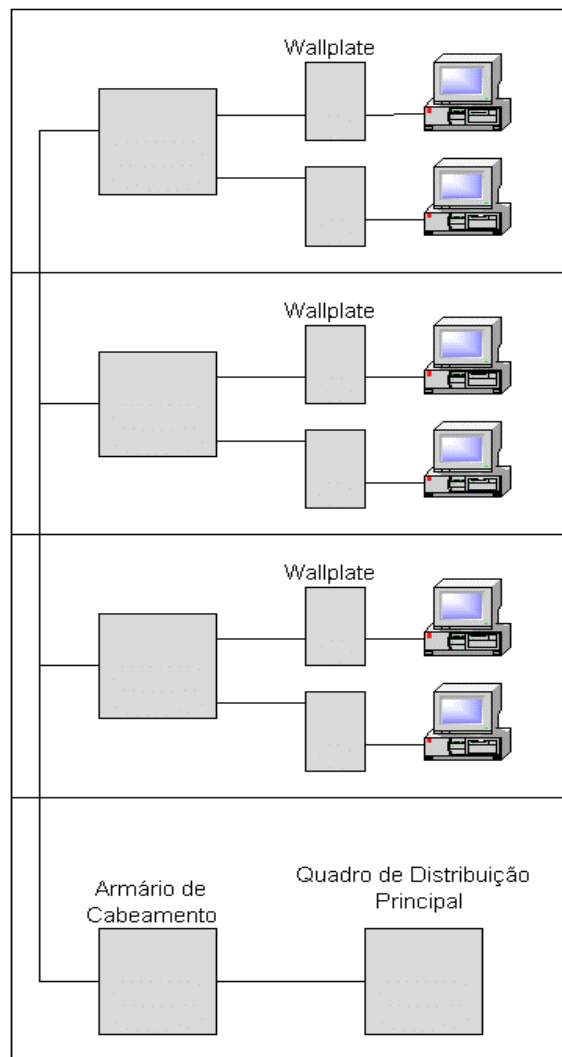 Wallplate
Wallplate
Wallplate
Armário de
Cabeamento
Quadro de Distribuição
Principal